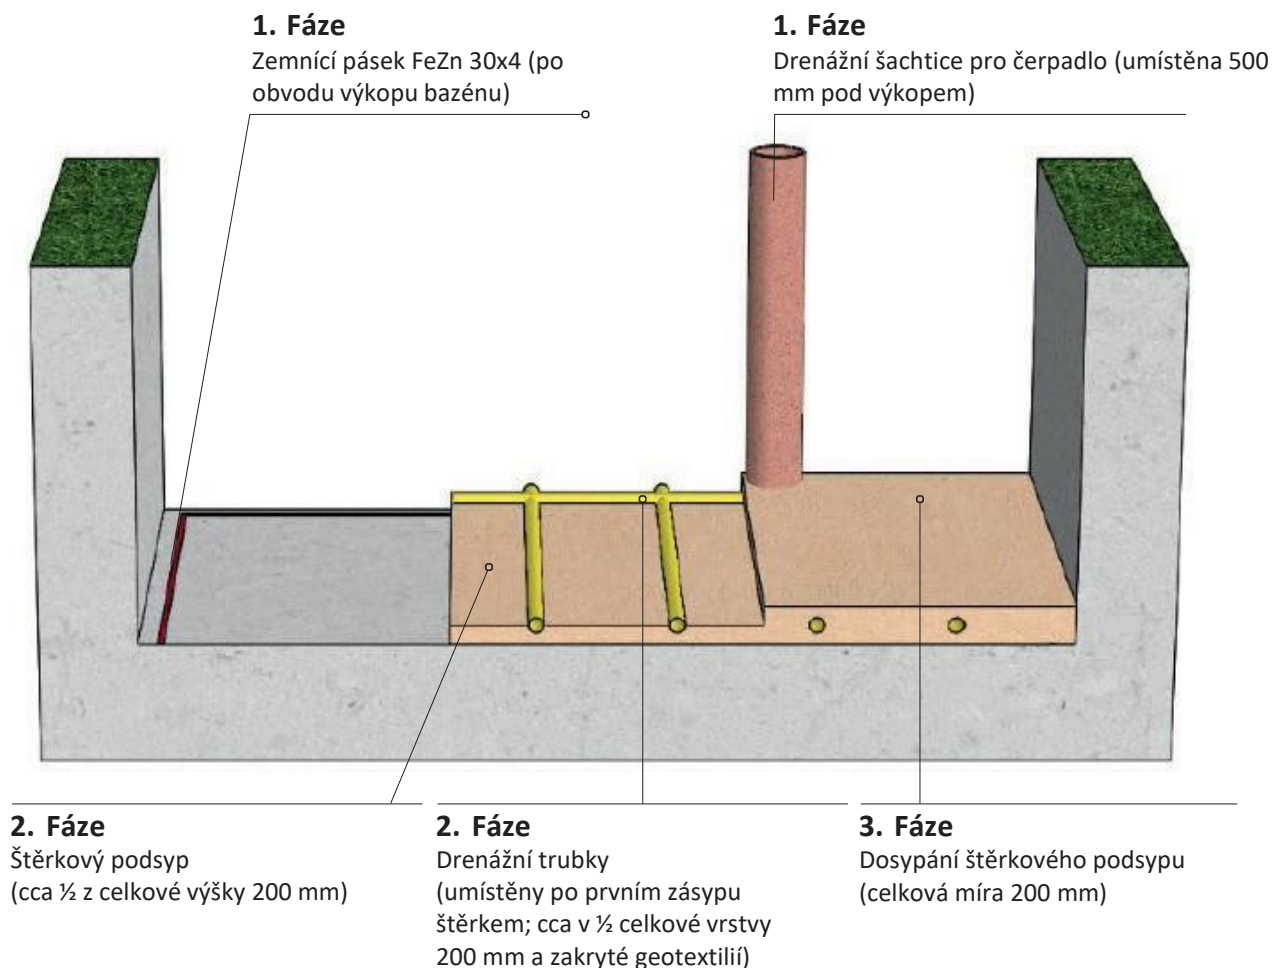 1. Fáze
Zemnící pásek FeZn 30x4 (po
obvodu výkopu bazénu)
1. Fáze
Drenážní šachtice pro čerpadlo (umístěna 500
mm pod výkopem)
2. Fáze
Štěrkový podsyp
(cca ½ z celkové výšky 200 mm)
2. Fáze
Drenážní trubky
(umístěny po prvním zásypu
štěrkem; cca v ½ celkové vrstvy
200 mm a zakryté geotextilií)
3. Fáze
Dosypání štěrkového podsypu
(celková míra 200 mm)